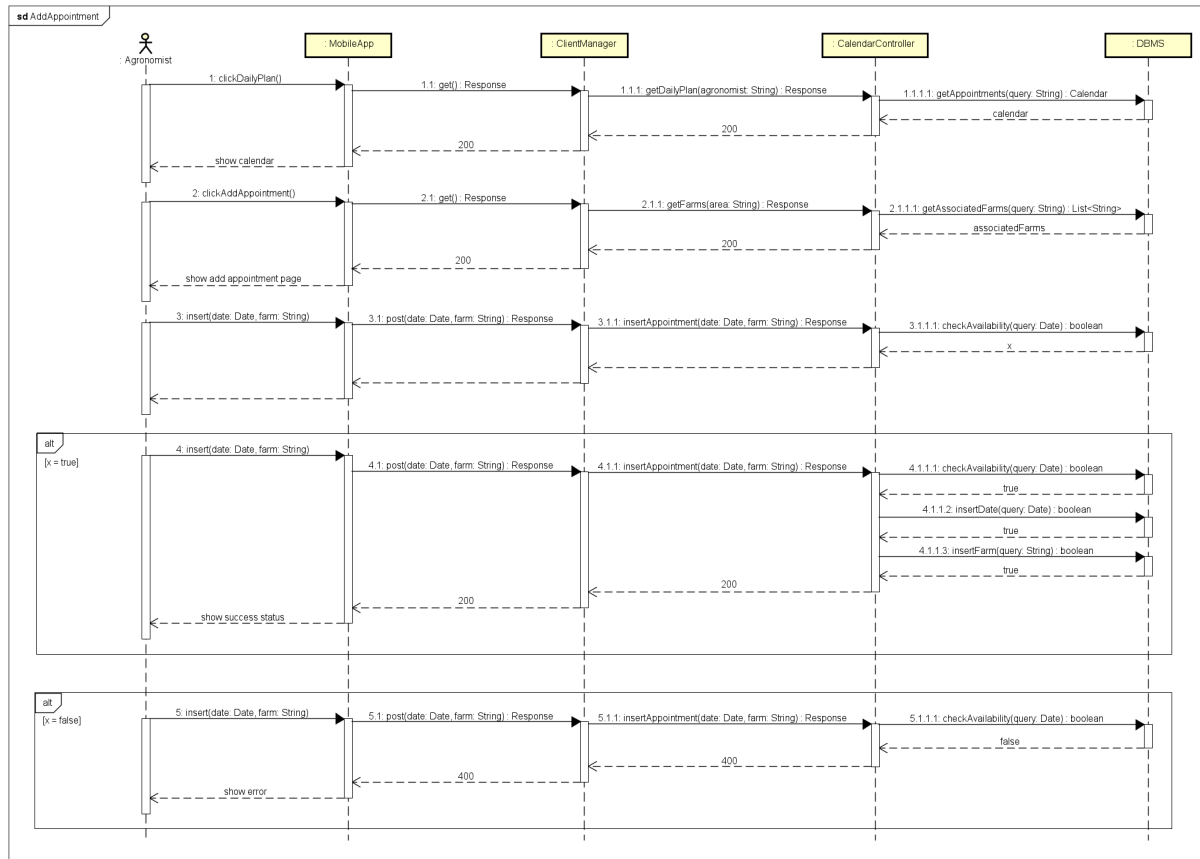 sd AddAppointment
: Agronomist
: MobileApp
: ClientManager
: CalendarController
: DBMS
1: clickDailyPlan()
1.1: get() : Response
1.1.1: getDailyPlan(agronomist: String) : Response
1.1.1.1: getAppointments(query: String) : Calendar
calendar
200
200
show calendar
2: clickAddAppointment()
2.1: get() : Response
2.1.1: getFarms(area: String) : Response
2.1.1.1: getAssociatedFarms(query: String) : List<String>
associatedFarms
200
200
show add appointment page
3: insert(date: Date, farm: String)
3.1: post(date: Date, farm: String) : Response
3.1.1: insertAppointment(date: Date, farm: String) : Response
3.1.1.1: checkAvailability(query: Date) : boolean
x
alt
[x = true]
4: insert(date: Date, farm: String)
4.1: post(date: Date, farm: String) : Response
4.1.1: insertAppointment(date: Date, farm: String) : Response
4.1.1.1: checkAvailability(query: Date) : boolean
true
4.1.1.2: insertDate(query: Date) : boolean
true
4.1.1.3: insertFarm(query: String) : boolean
true
200
200
show success status
alt
[x = false]
5: insert(date: Date, farm: String)
5.1: post(date: Date, farm: String) : Response
5.1.1: insertAppointment(date: Date, farm: String) : Response
5.1.1.1: checkAvailability(query: Date) : boolean
false
400
400
show error